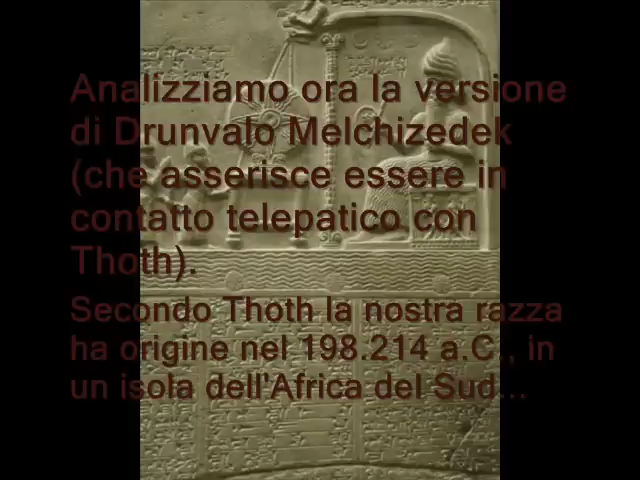 Analizziamo ora la versione
di Drunvalo Melchizedek
(che asserisce essere in
contatto telepatico con
Thoth).
Secondo Thoth la nostra razza
ha origine nel 198.214 a.C., in
un isola dell'Africa del Sud...